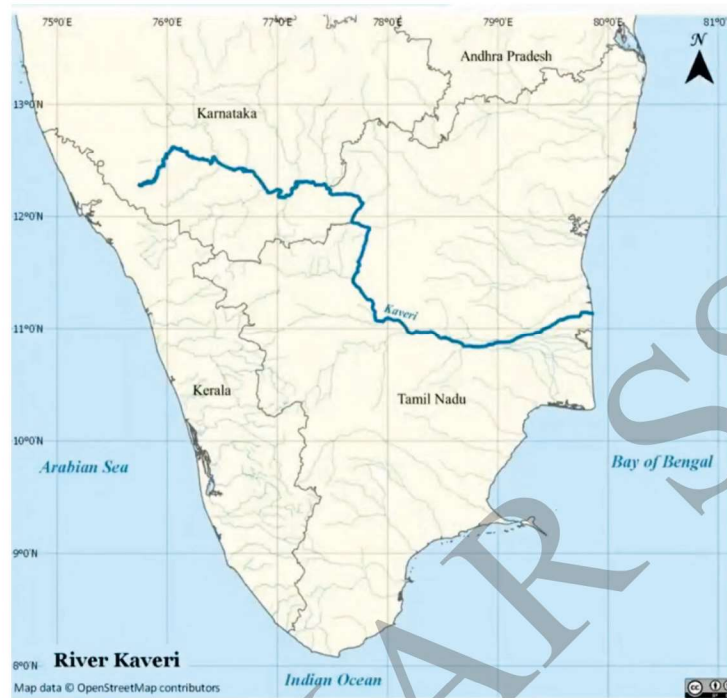 75°0'E 76°0'E 77°0'E 78°0'E 79°0'E 80°0'E 81°0'
N
Andhra Pradesh
13°0'N
Karnataka
12°0'N
Kaveri
11°0'N
Kerala
Tamil Nadu
10°0'N
Arabian Sea
Bay of Bengal
9°0'N
River Kaveri
8°0'N
Indian Ocean
Map data © OpenStreetMap contributors
cc